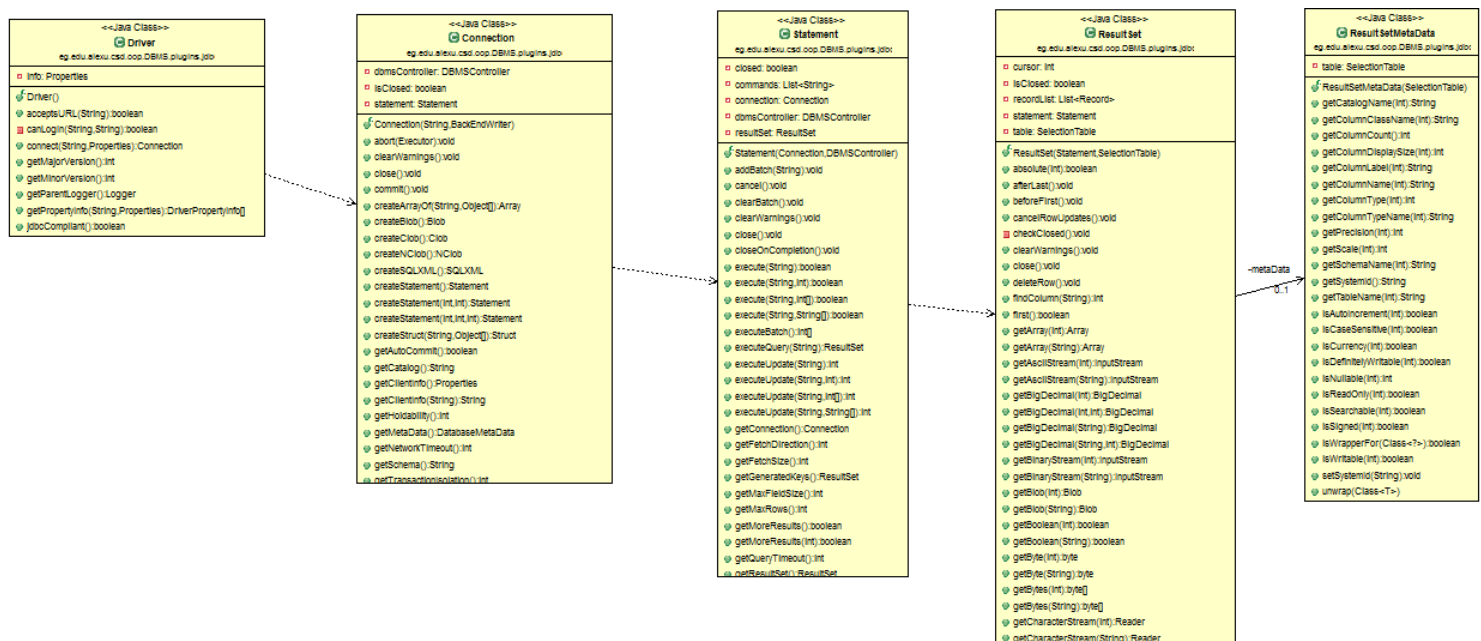 <<Java Class>>
Driver
eg.edu.alexu.csd.oop.DBMS.plugins.jdbc
info: Properties
Driver()
acceptsURL(String):boolean
canLogin(String,String):boolean
connect(String,Properties):Connection
getMajorVersion():int
getMinorVersion():int
getParentLogger():Logger
getPropertyInfo(String,Properties):DriverPropertyInfo[]
jdbcCompliant():boolean
<<Java Class>>
Connection
eg.edu.alexu.csd.oop.DBMS.plugins.jdbc
dbmsController: DBMSController
isClosed: boolean
statement: Statement
Connection(String,BackEndWriter)
abort(Executor):void
clearWarnings():void
close():void
commit():void
createArrayOf(String,Object[]):Array
createBlob():Blob
createClob():Clob
createNClob():NClob
createSQLXML():SQLXML
createStatement():Statement
createStatement(int,int):Statement
createStatement(int,int,int):Statement
createStruct(String,Object[]):Struct
getAutoCommit():boolean
getCatalog():String
getClientInfo():Properties
getClientInfo(String):String
getHoldability():int
getMetaData():DatabaseMetaData
getNetworkTimeout():int
getSchema():String
getTransactionIsolation():int
<<Java Class>>
Statement
eg.edu.alexu.csd.oop.DBMS.plugins.jdbc
closed: boolean
commands: List<String>
connection: Connection
dbmsController: DBMSController
resultSet: ResultSet
Statement(Connection,DBMSController)
addBatch(String):void
cancel():void
clearBatch():void
clearWarnings():void
close():void
closeOnCompletion():void
execute(String):boolean
execute(String,int):boolean
execute(String,int[]):boolean
execute(String,String[]):boolean
executeBatch():int[]
executeQuery(String):ResultSet
executeUpdate(String):int
executeUpdate(String,int):int
executeUpdate(String,int[]):int
executeUpdate(String,String[]):int
getConnection():Connection
getFetchDirection():int
getFetchSize():int
getGeneratedKeys():ResultSet
getMaxFieldSize():int
getMaxRows():int
getMoreResults():boolean
getMoreResults(int):boolean
getQueryTimeout():int
getResultSet():ResultSet
<<Java Class>>
ResultSet
eg.edu.alexu.csd.oop.DBMS.plugins.jdbc
cursor: int
isClosed: boolean
recordList: List<Record>
statement: Statement
table: SelectionTable
ResultSet(Statement,SelectionTable)
absolute(int):boolean
afterLast():void
beforeFirst():void
cancelRowUpdates():void
checkClosed():void
clearWarnings():void
close():void
deleteRow():void
findColumn(String):int
first():boolean
getArray(int):Array
getArray(String):Array
getAsciiStream(int):InputStream
getAsciiStream(String):InputStream
getBigDecimal(int):BigDecimal
getBigDecimal(int,int):BigDecimal
getBigDecimal(String):BigDecimal
getBigDecimal(String,int):BigDecimal
getBinaryStream(int):InputStream
getBinaryStream(String):InputStream
getBlob(int):Blob
getBlob(String):Blob
getBoolean(int):boolean
getBoolean(String):boolean
getByte(int):byte
getByte(String):byte
getBytes(int):byte[]
getBytes(String):byte[]
getCharacterStream(int):Reader
getCharacterStream(String):Reader
-metaData
0..1
<<Java Class>>
ResultSetMetaData
eg.edu.alexu.csd.oop.DBMS.plugins.jdbc
table: SelectionTable
ResultSetMetaData(SelectionTable)
getCatalogName(int):String
getColumnClassName(int):String
getColumnCount():int
getColumnDisplaySize(int):int
getColumnLabel(int):String
getColumnName(int):String
getColumnType(int):int
getColumnTypeName(int):String
getPrecision(int):int
getScale(int):int
getSchemaName(int):String
getSystemId():String
getTableName(int):String
isAutoIncrement(int):boolean
isCaseSensitive(int):boolean
isCurrency(int):boolean
isDefinitelyWritable(int):boolean
isNullable(int):int
isReadOnly(int):boolean
isSearchable(int):boolean
isSigned(int):boolean
isWrapperFor(Class<?>):boolean
isWritable(int):boolean
setSystemId(String):void
unwrap(Class<T>)